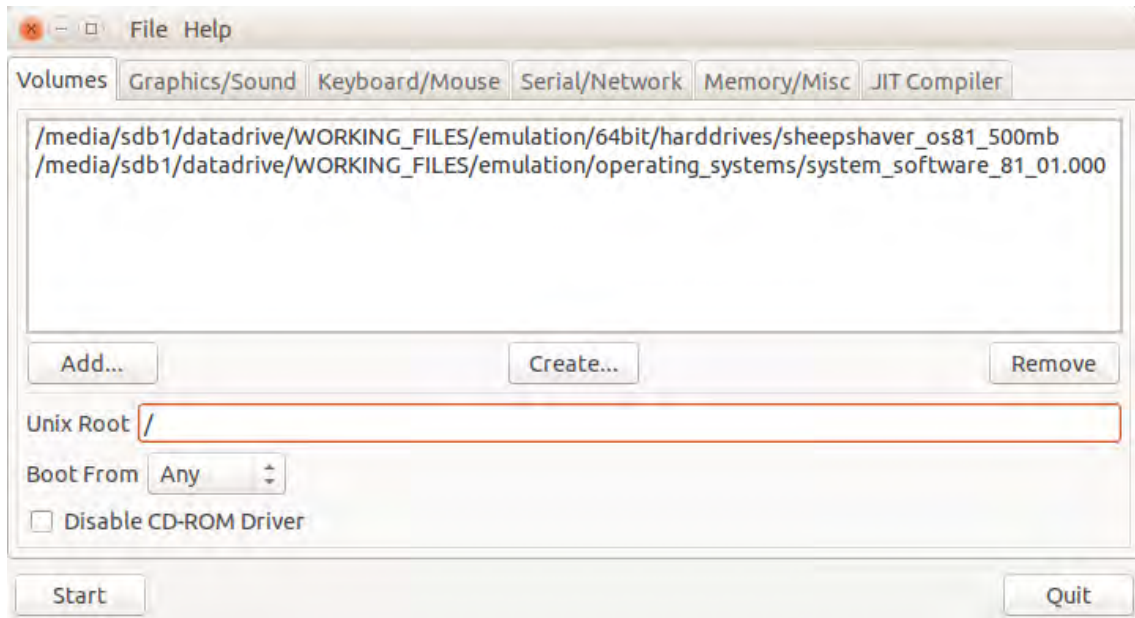 File Help
Volumes Graphics/Sound Keyboard/Mouse Serial/Network Memory/Misc JIT Compiler
/media/sdb1/datadrive/WORKING_FILES/emulation/64bit/harddrives/sheepshaver_os81_500mb
/media/sdb1/datadrive/WORKING_FILES/emulation/operating_systems/system_software_81_01.000
Add... Create... Remove
Unix Root /
Boot From Any
Disable CD-ROM Driver
Start Quit